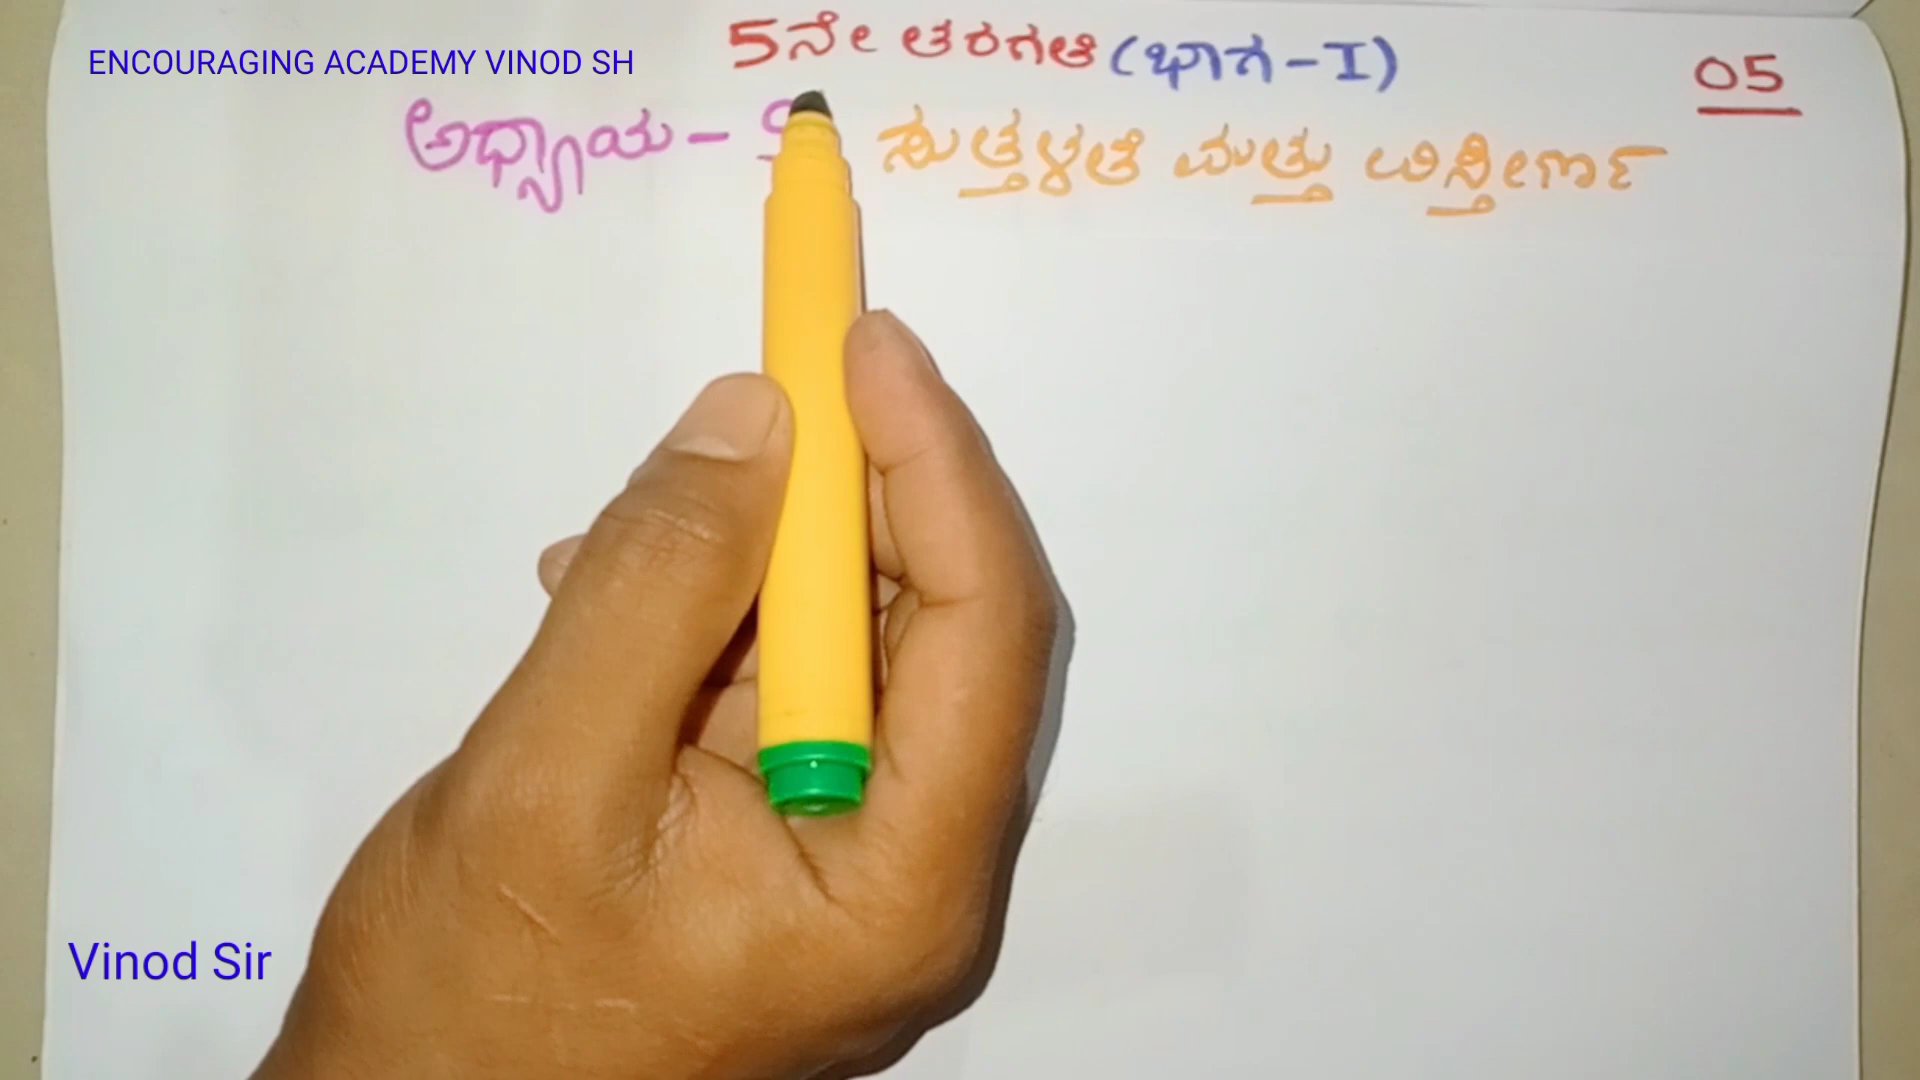 ENCOURAGING ACADEMY VINOD SH
5ನೇ ತರಗತಿ (ಭಾಗ-I)
05
ಅಧ್ಯಾಯ -
ಸುತ್ತಳತೆ ಮತ್ತು ವಿಸ್ತೀರ್ಣ
Vinod Sir